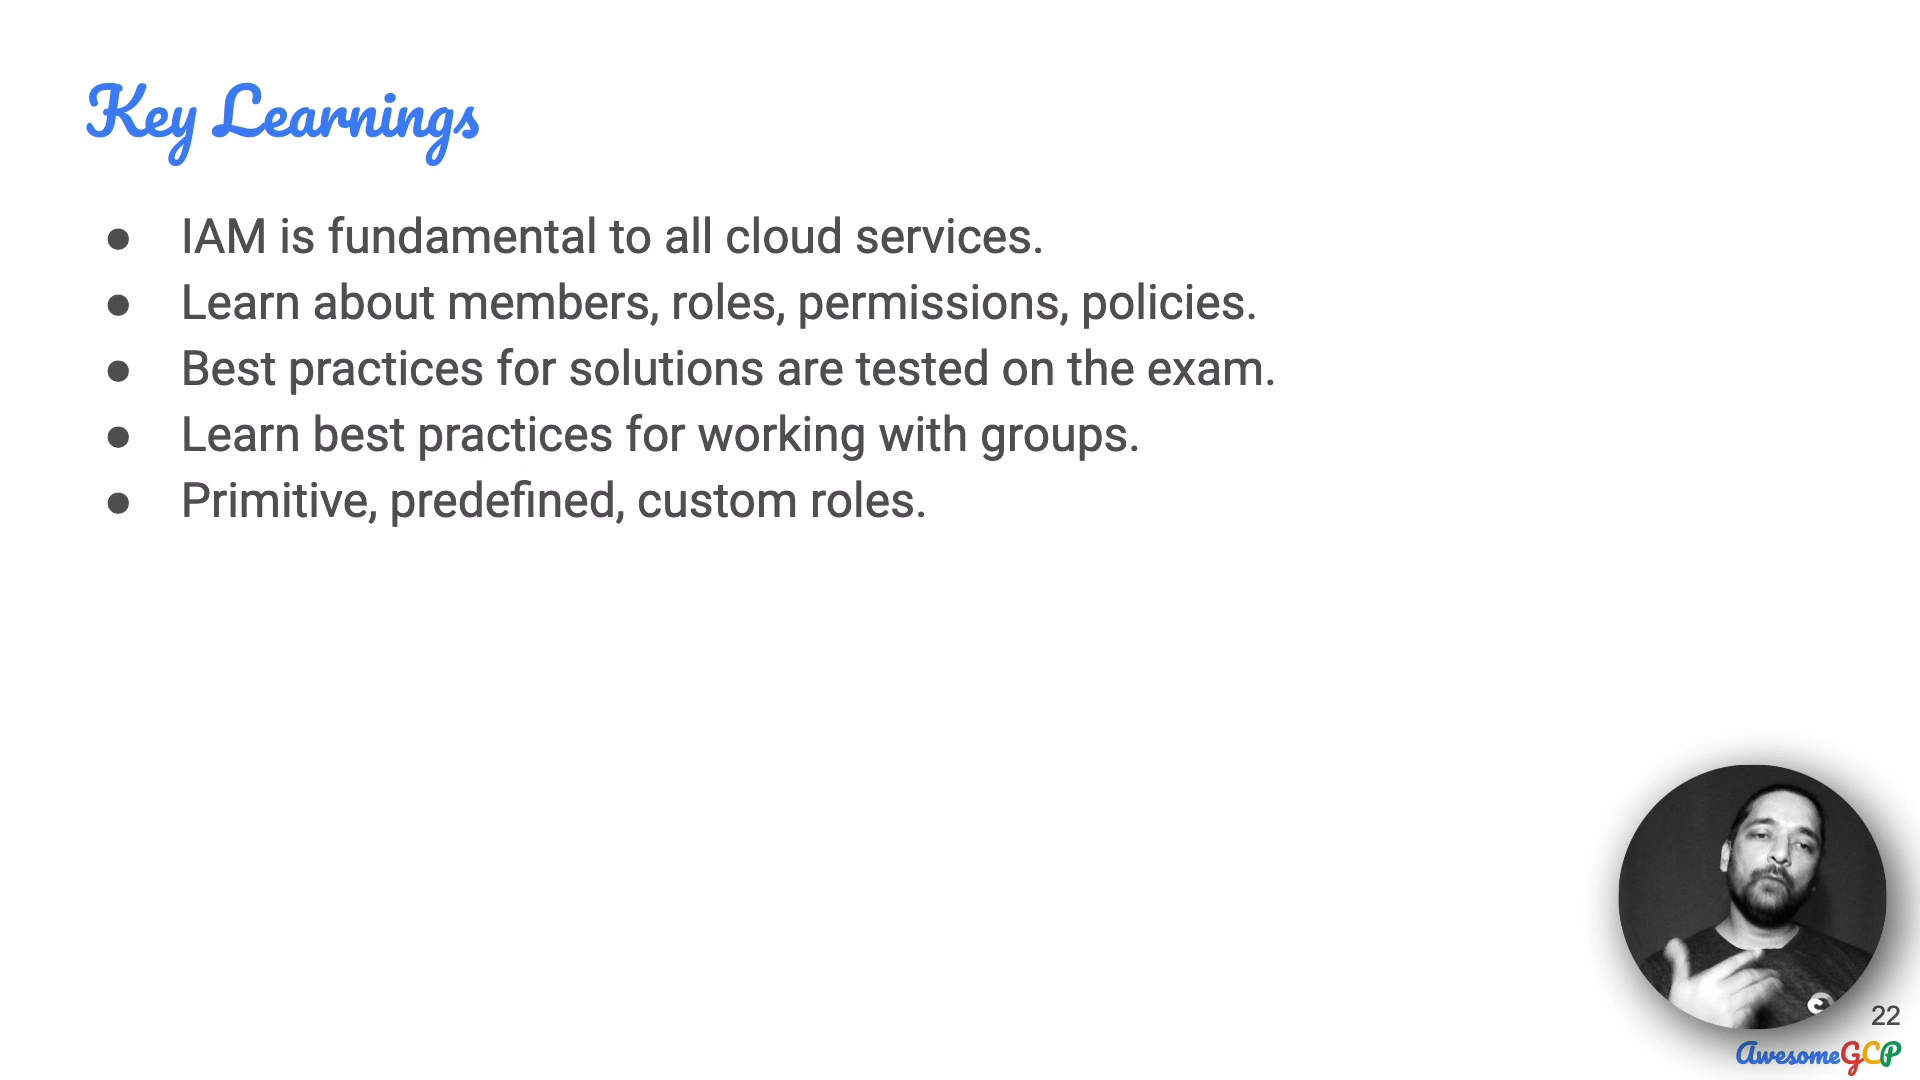 Key Learnings
● IAM is fundamental to all cloud services.
● Learn about members, roles, permissions, policies.
● Best practices for solutions are tested on the exam.
● Learn best practices for working with groups.
● Primitive, predefined, custom roles.
22
AwesomeGCP